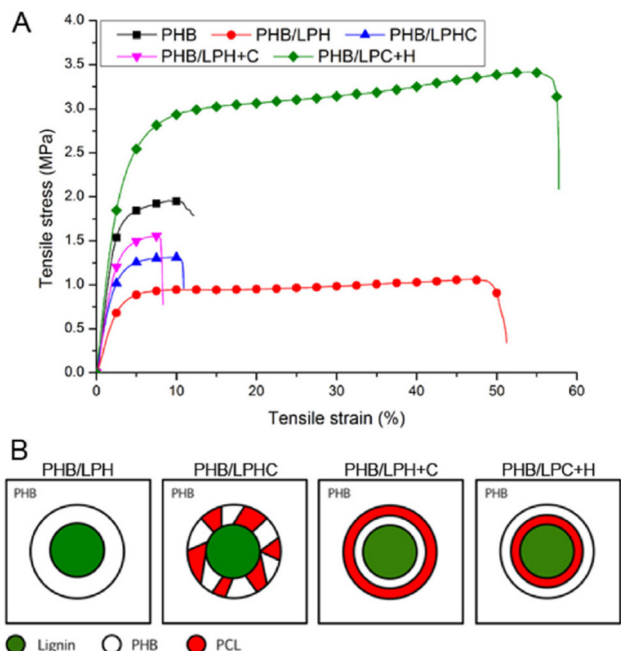 A
PHB PHB/LPH PHB/LPHC
PHB/LPH+C PHB/LPC+H
Tensile stress (MPa)
4.0
3.5
3.0
2.5
2.0
1.5
1.0
0.5
0.0
0 10 20 30 40 50 60
Tensile strain (%)
B
PHB/LPH PHB/LPHC PHB/LPH+C PHB/LPC+H
PHB PHB PHB PHB
Lignin PHB PCL